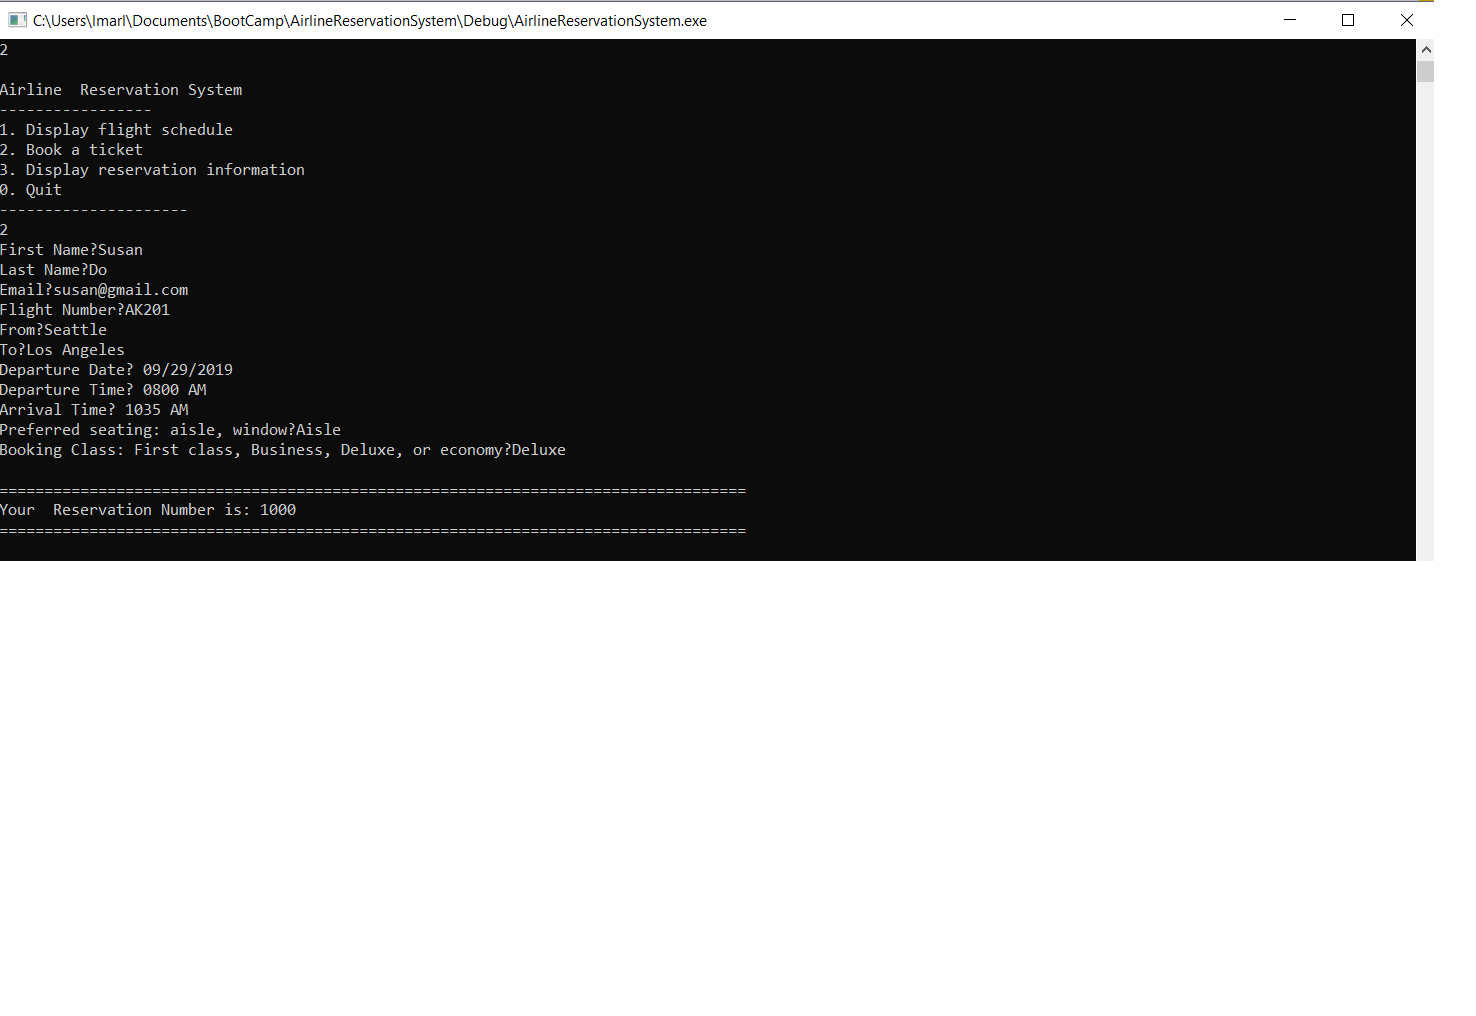 C:\Users\lmarl\Documents\BootCamp\AirlineReservationSystem\Debug\AirlineReservationSystem.exe
2
Airline  Reservation System
-----------------
1. Display flight schedule
2. Book a ticket
3. Display reservation information
0. Quit
---------------------
2
First Name?Susan
Last Name?Do
Email?susan@gmail.com
Flight Number?AK201
From?Seattle
To?Los Angeles
Departure Date? 09/29/2019
Departure Time? 0800 AM
Arrival Time? 1035 AM
Preferred seating: aisle, window?Aisle
Booking Class: First class, Business, Deluxe, or economy?Deluxe
===================================================================================
Your  Reservation Number is: 1000
===================================================================================